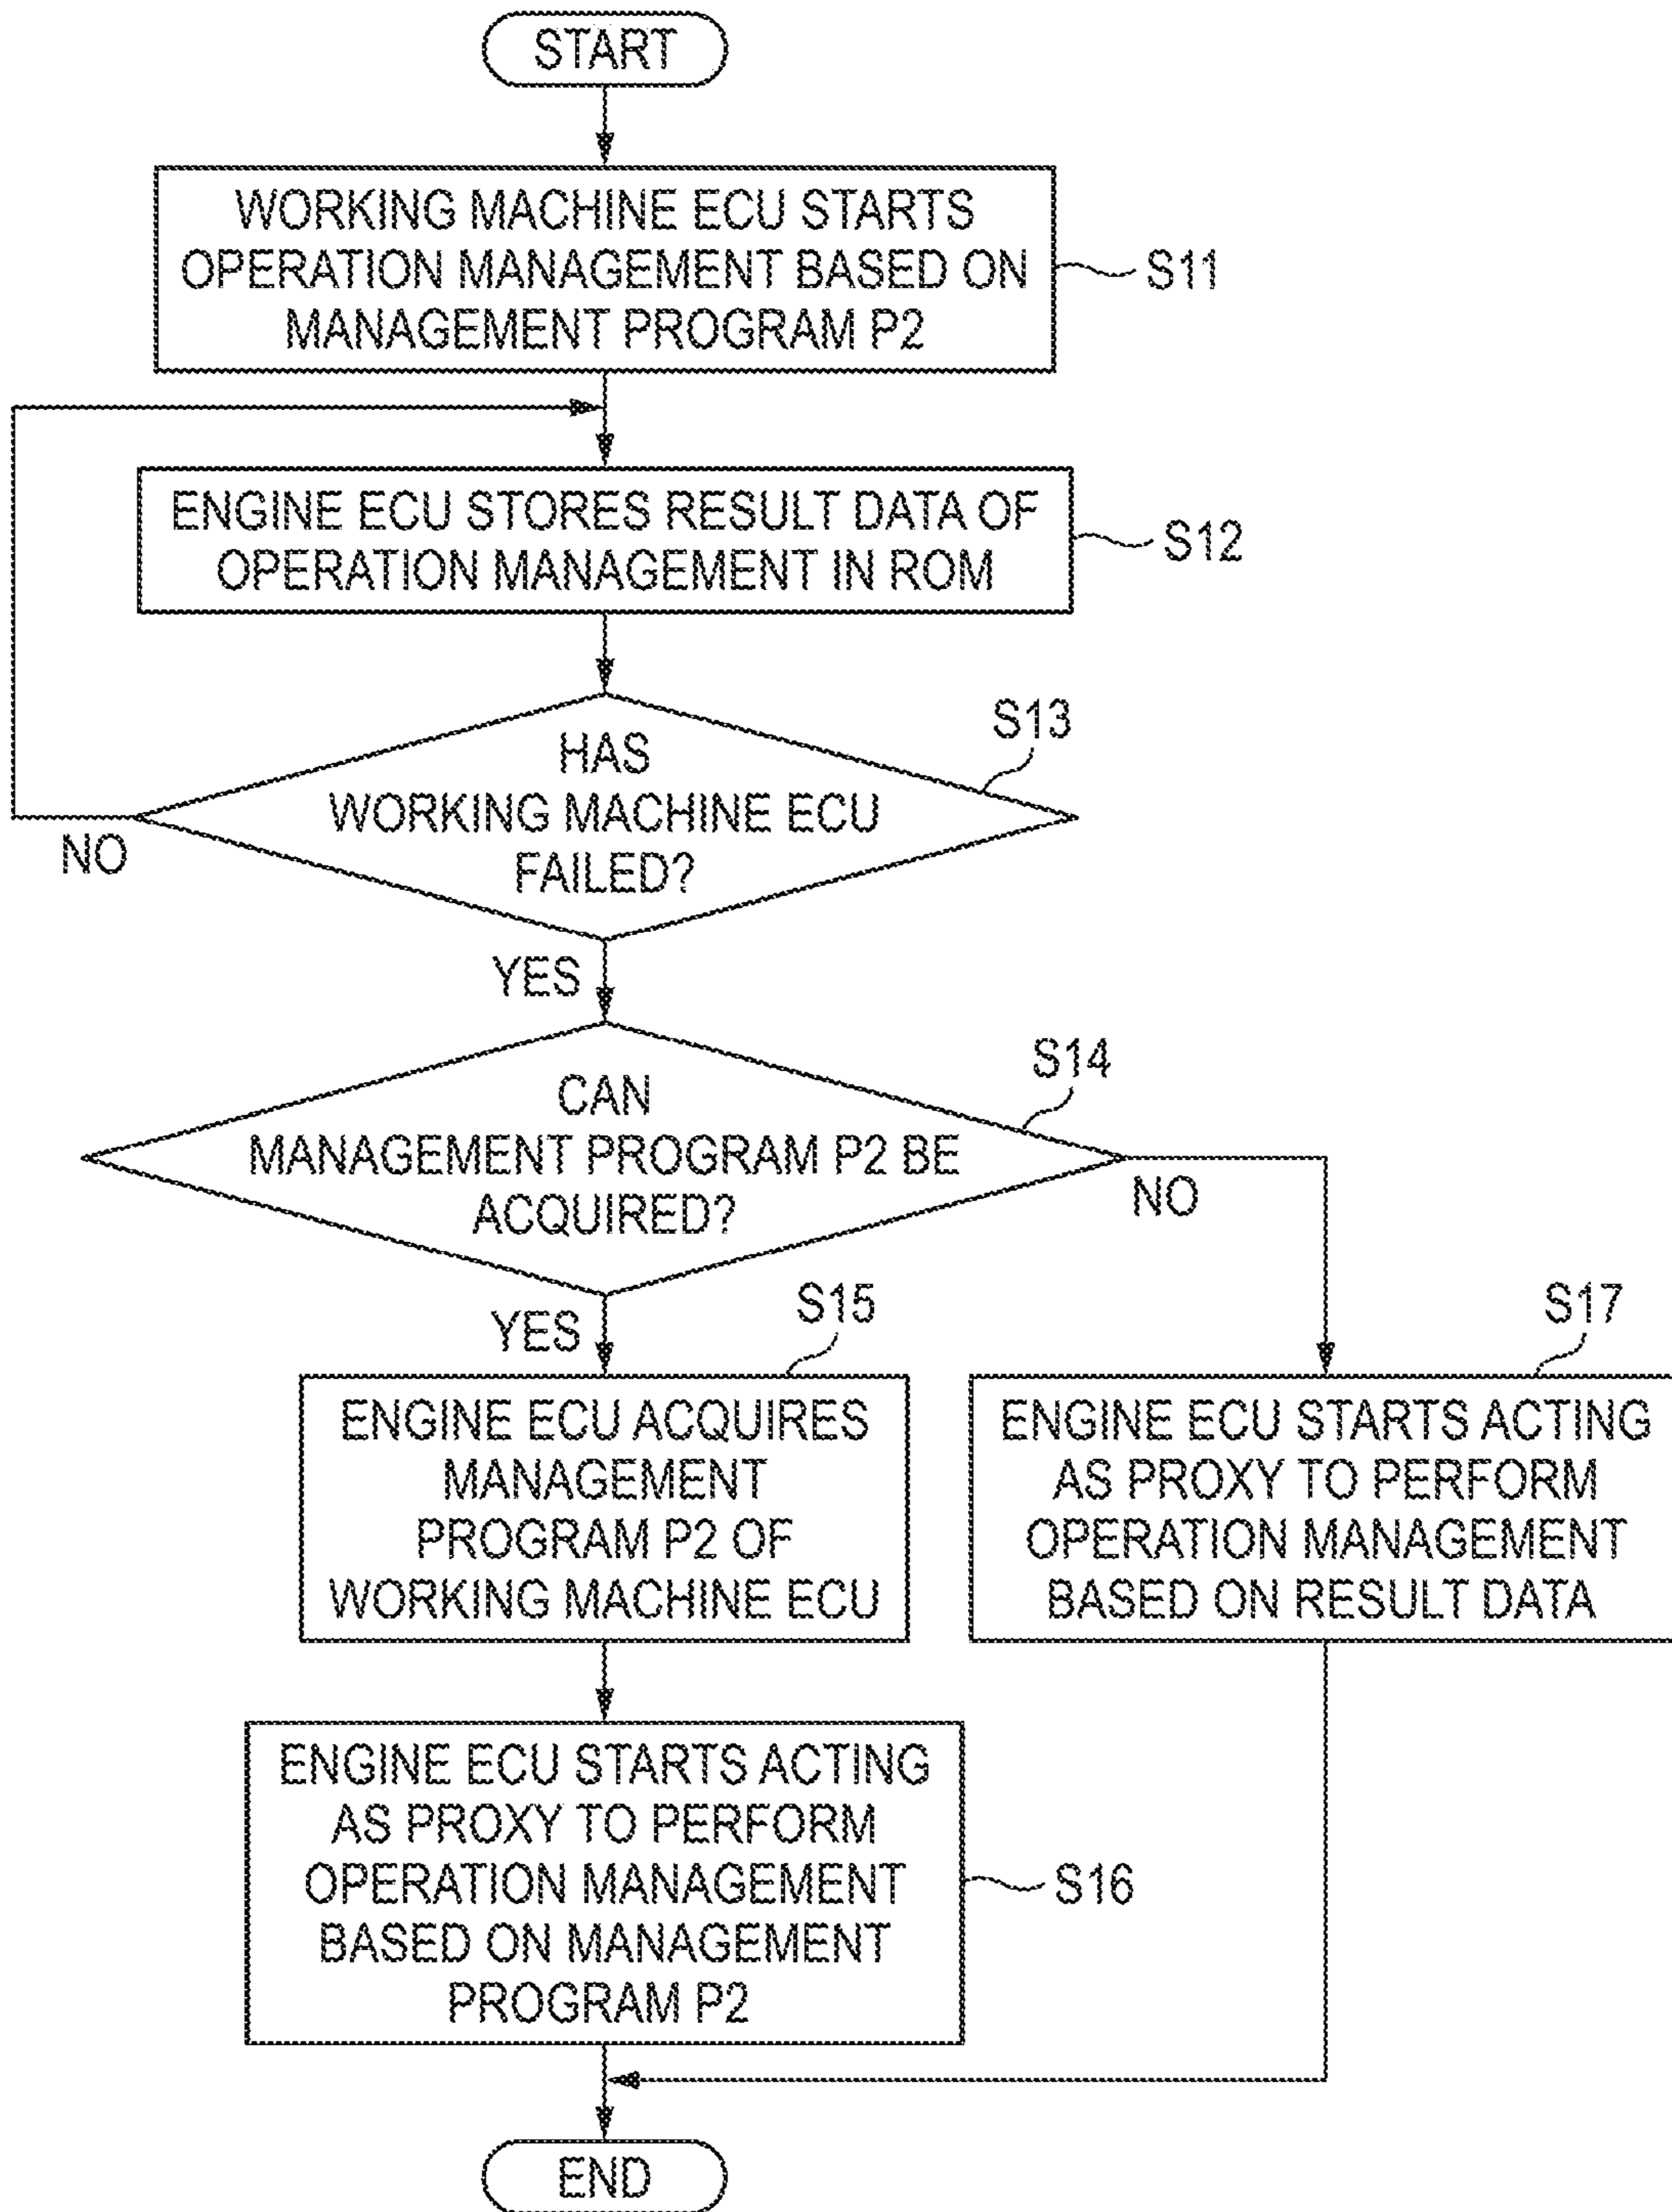 START
WORKING MACHINE ECU STARTS
OPERATION MANAGEMENT BASED ON
MANAGEMENT PROGRAM P2
S11
ENGINE ECU STORES RESULT DATA OF
OPERATION MANAGEMENT IN ROM
S12
S13
HAS
WORKING MACHINE ECU
FAILED?
NO
YES
S14
CAN
MANAGEMENT PROGRAM P2 BE
ACQUIRED?
NO
YES
S15
ENGINE ECU ACQUIRES
MANAGEMENT
PROGRAM P2 OF
WORKING MACHINE ECU
S17
ENGINE ECU STARTS ACTING
AS PROXY TO PERFORM
OPERATION MANAGEMENT
BASED ON RESULT DATA
ENGINE ECU STARTS ACTING
AS PROXY TO PERFORM
OPERATION MANAGEMENT
BASED ON MANAGEMENT
PROGRAM P2
S16
END